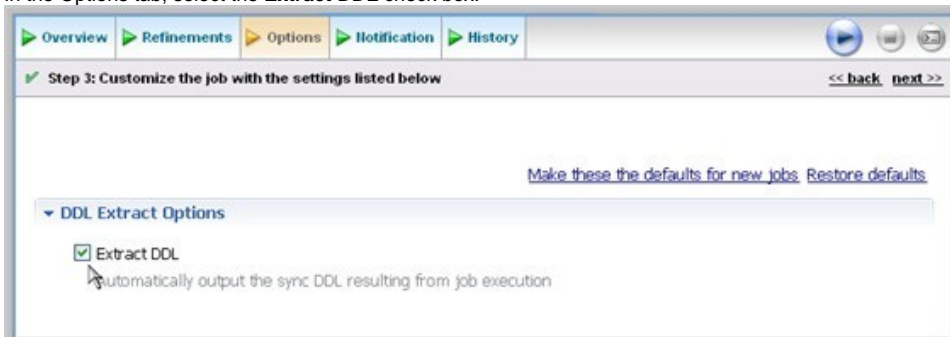 In the Options tab, select the Extract DDL check box.
Overview Refinements Options Notification History
Step 3: Customize the job with the settings listed below << back next >>
Make these the defaults for new jobs Restore defaults
DDL Extract Options
Extract DDL
Automatically output the sync DDL resulting from job execution